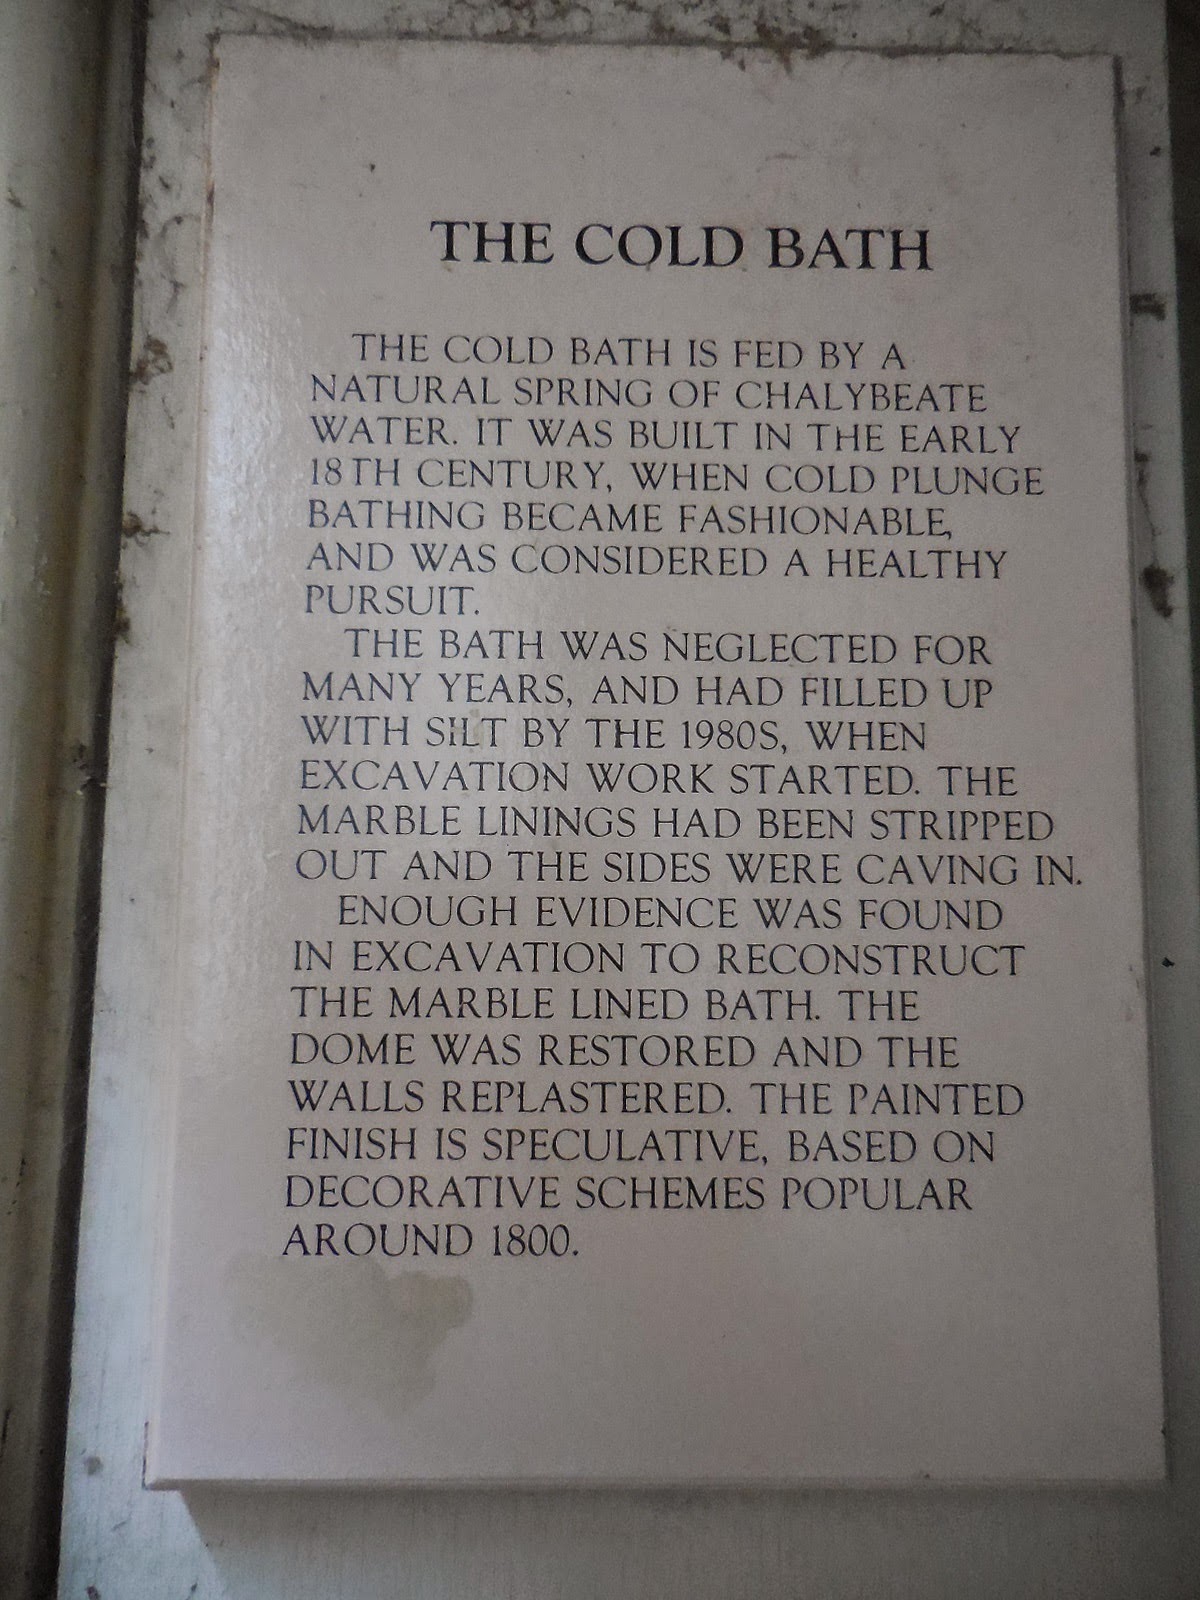 THE COLD BATH
THE COLD BATH IS FED BY A
NATURAL SPRING OF CHALYBEATE
WATER. IT WAS BUILT IN THE EARLY
18TH CENTURY, WHEN COLD PLUNGE
BATHING BECAME FASHIONABLE,
AND WAS CONSIDERED A HEALTHY
PURSUIT.
THE BATH WAS NEGLECTED FOR
MANY YEARS, AND HAD FILLED UP
WITH SILT BY THE 1980S, WHEN
EXCAVATION WORK STARTED. THE
MARBLE LININGS HAD BEEN STRIPPED
OUT AND THE SIDES WERE CAVING IN.
ENOUGH EVIDENCE WAS FOUND
IN EXCAVATION TO RECONSTRUCT
THE MARBLE LINED BATH. THE
DOME WAS RESTORED AND THE
WALLS REPLASTERED. THE PAINTED
FINISH IS SPECULATIVE, BASED ON
DECORATIVE SCHEMES POPULAR
AROUND 1800.